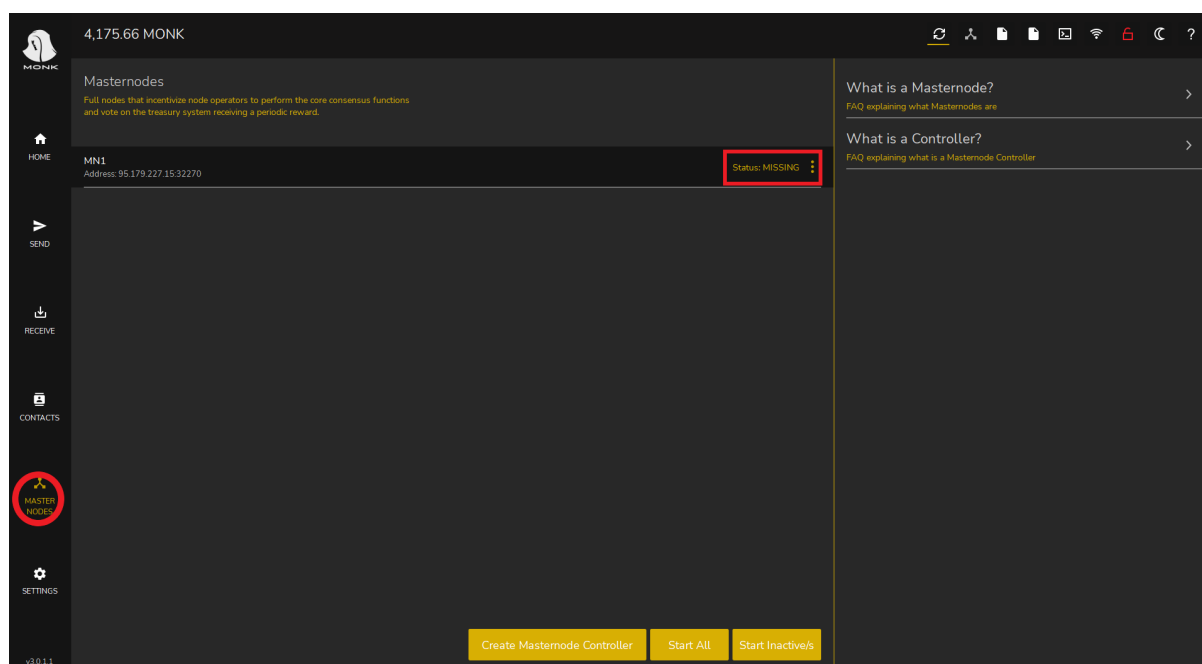 4,175.66 MONK
MONK
Masternodes
Full nodes that incentivize node operators to perform the core consensus functions
and vote on the treasury system receiving a periodic reward.
What is a Masternode?
FAQ explaining what Masternodes are
What is a Controller?
FAQ explaining what is a Masternode Controller
HOME
MN1
Address: 95.179.227.15:32270
Status: MISSING
SEND
RECEIVE
CONTACTS
MASTER
NODES
SETTINGS
Create Masternode Controller
Start All
Start Inactive/s
v3.0.1.1